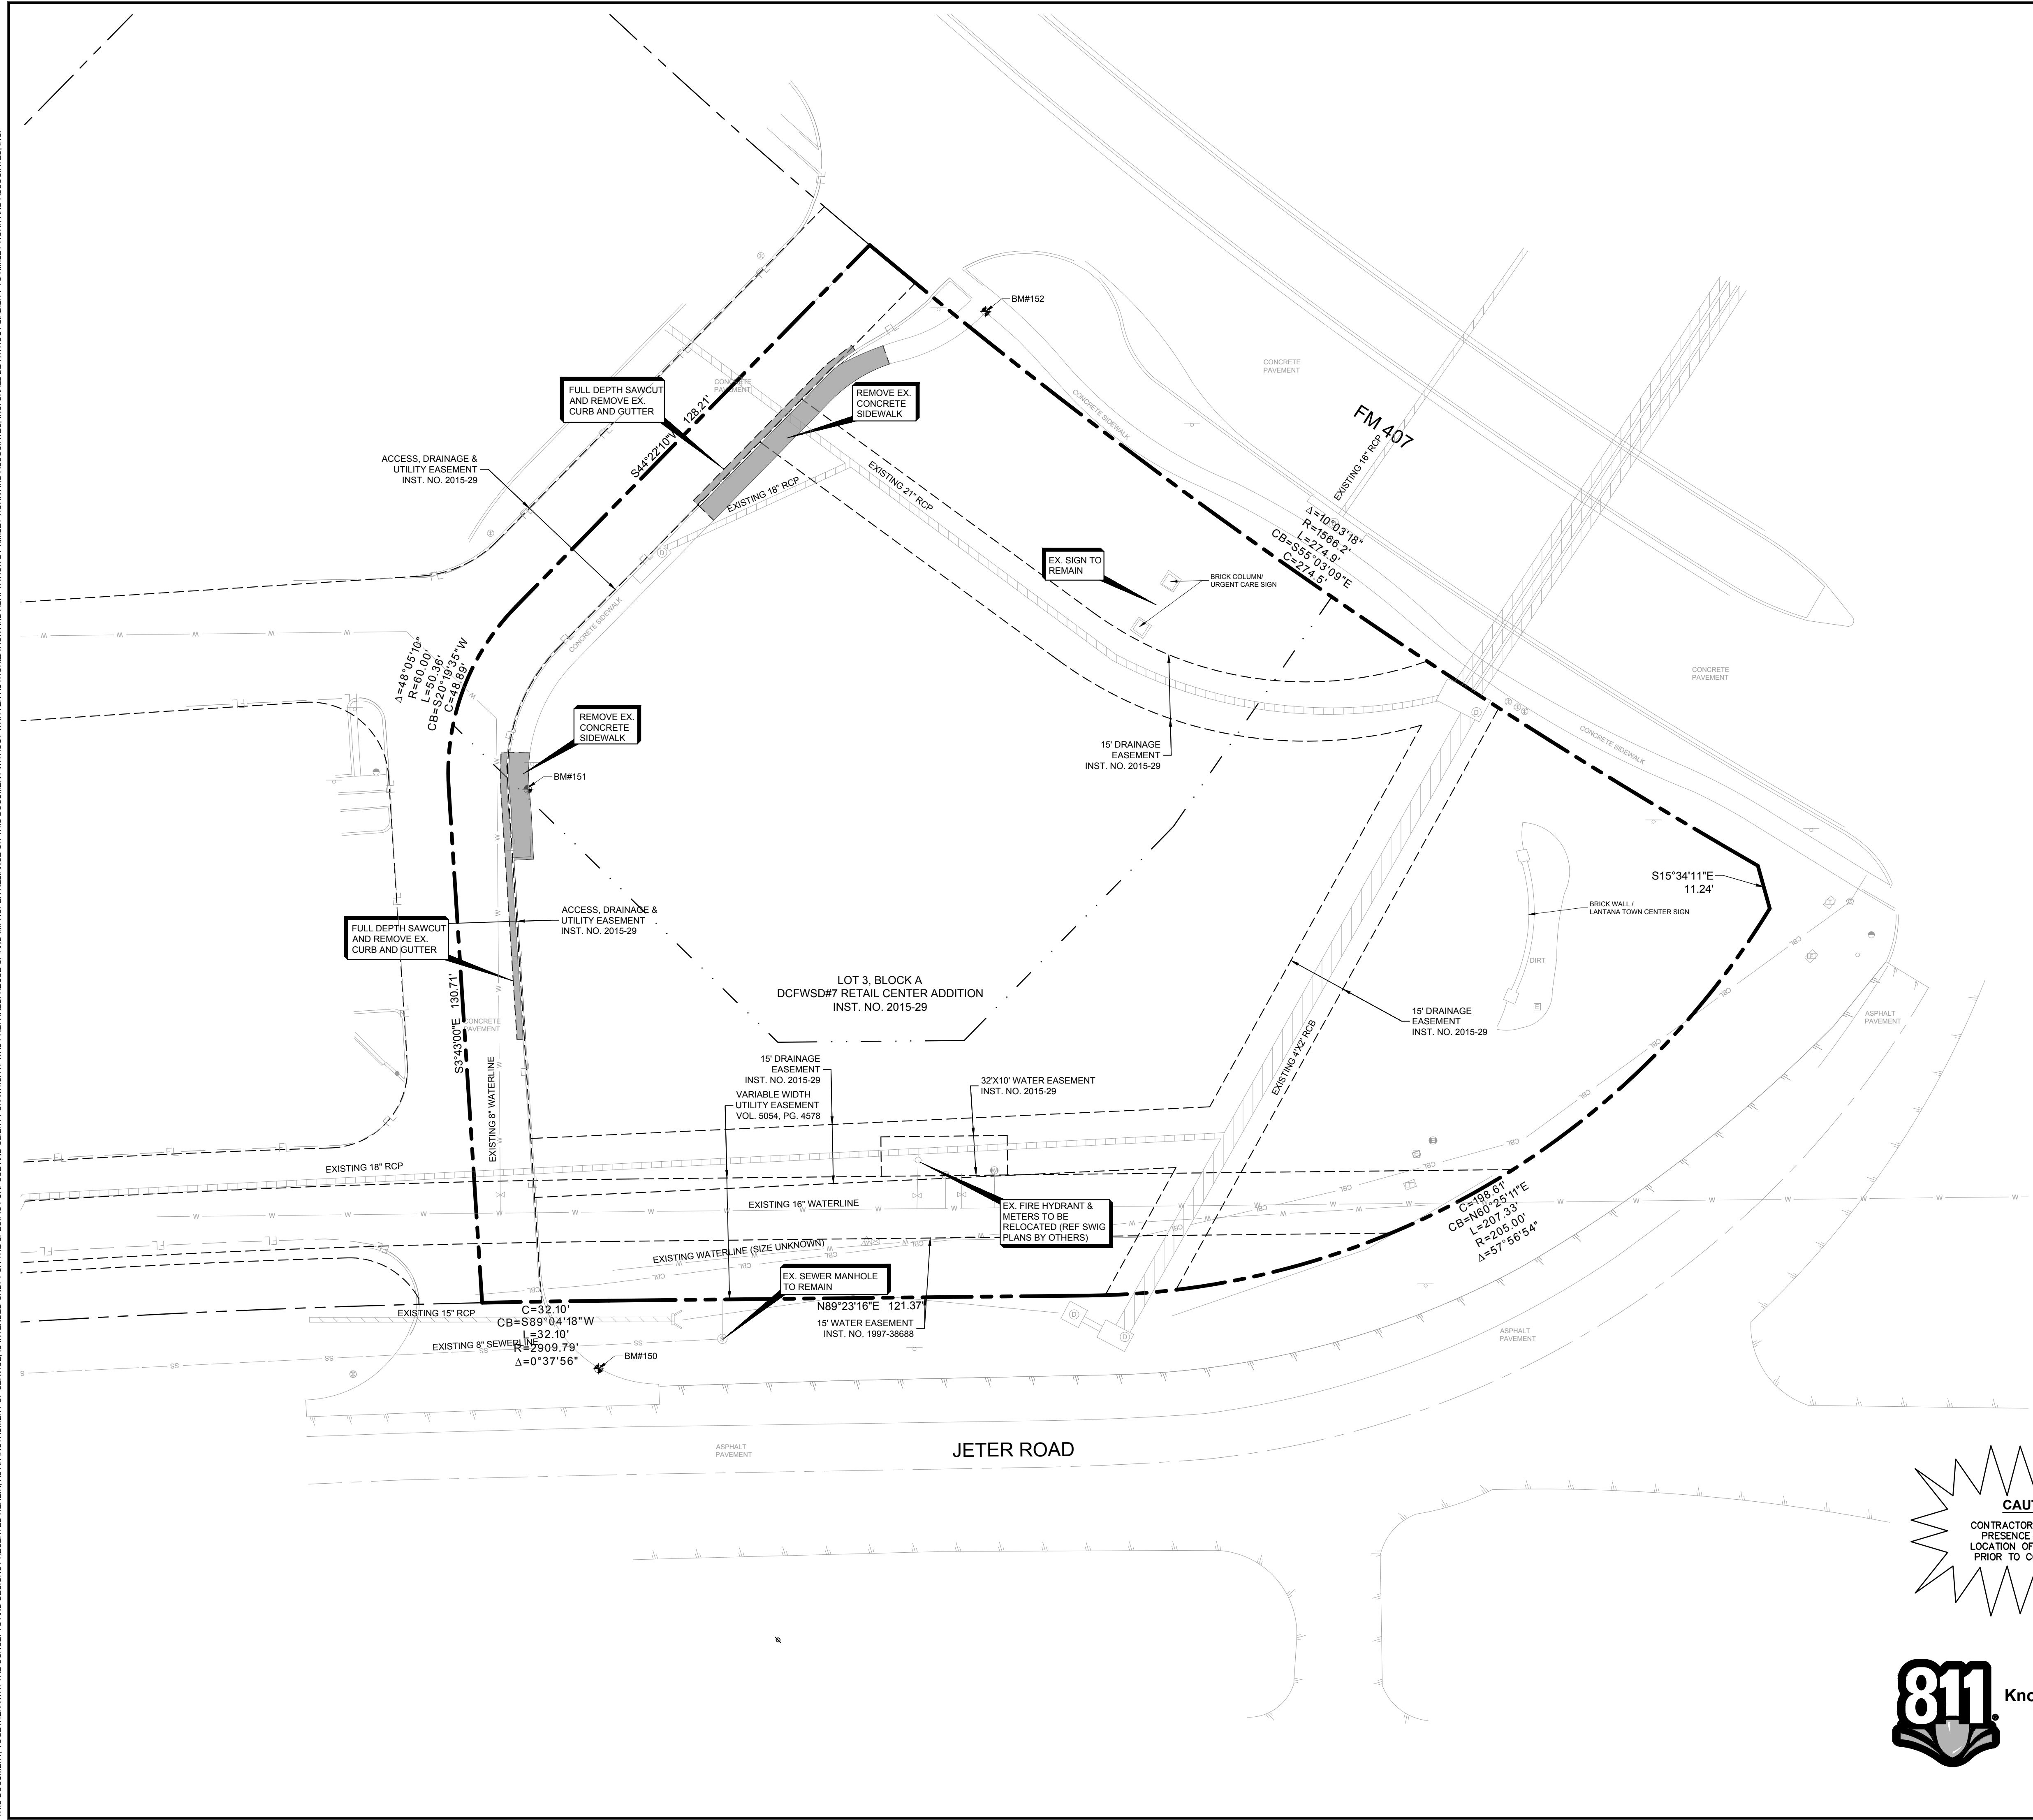 BM#152
CONCRETE
PAVEMENT
FM 407
CONCRETE SIDEWALK
EXISTING 16" RCP
FULL DEPTH SAWCUT
AND REMOVE EX.
CURB AND GUTTER
CONCRETE
PAVEMENT
REMOVE EX.
CONCRETE
SIDEWALK
S44°22'10"W 128.21'
ACCESS, DRAINAGE &
UTILITY EASEMENT
INST. NO. 2015-29
EXISTING 18" RCP
EXISTING 21" RCP
Δ=10°03'18"
R=1566.2'
L=274.9'
CB=S55°03'09"E
C=274.5'
EX. SIGN TO
REMAIN
BRICK COLUMN/
URGENT CARE SIGN
CONCRETE SIDEWALK
Δ=48°05'10"
R=60.00'
L=50.36'
CB=S20°19'35"W
C=48.89'
CONCRETE
PAVEMENT
REMOVE EX.
CONCRETE
SIDEWALK
BM#151
15' DRAINAGE
EASEMENT
INST. NO. 2015-29
CONCRETE SIDEWALK
S15°34'11"E
11.24'
BRICK WALL /
LANTANA TOWN CENTER SIGN
DIRT
FULL DEPTH SAWCUT
AND REMOVE EX.
CURB AND GUTTER
ACCESS, DRAINAGE &
UTILITY EASEMENT
INST. NO. 2015-29
S3°43'00"E 130.71'
LOT 3, BLOCK A
DCFWSD#7 RETAIL CENTER ADDITION
INST. NO. 2015-29
CONCRETE
PAVEMENT
15' DRAINAGE
EASEMENT
INST. NO. 2015-29
ASPHALT
PAVEMENT
EXISTING 8" WATERLINE
15' DRAINAGE
EASEMENT
INST. NO. 2015-29
VARIABLE WIDTH
UTILITY EASEMENT
VOL. 5054, PG. 4578
32'X10' WATER EASEMENT
INST. NO. 2015-29
EXISTING 4'X2' RCB
EXISTING 18" RCP
EXISTING 16" WATERLINE
EX. FIRE HYDRANT &
METERS TO BE
RELOCATED (REF SWIG
PLANS BY OTHERS)
C=198.61'
CB=N60°25'11"E
L=207.33'
R=205.00'
Δ=57°56'54"
EXISTING WATERLINE (SIZE UNKNOWN)
EX. SEWER MANHOLE
TO REMAIN
N89°23'16"E 121.37'
15' WATER EASEMENT
INST. NO. 1997-38688
EXISTING 15" RCP
C=32.10'
CB=S89°04'18"W
L=32.10'
R=2909.79'
Δ=0°37'56"
EXISTING 8" SEWERLINE
BM#150
ASPHALT
PAVEMENT
ASPHALT
PAVEMENT
JETER ROAD
CONTRACTOR
PRESENCE
LOCATION OF
PRIOR TO
811